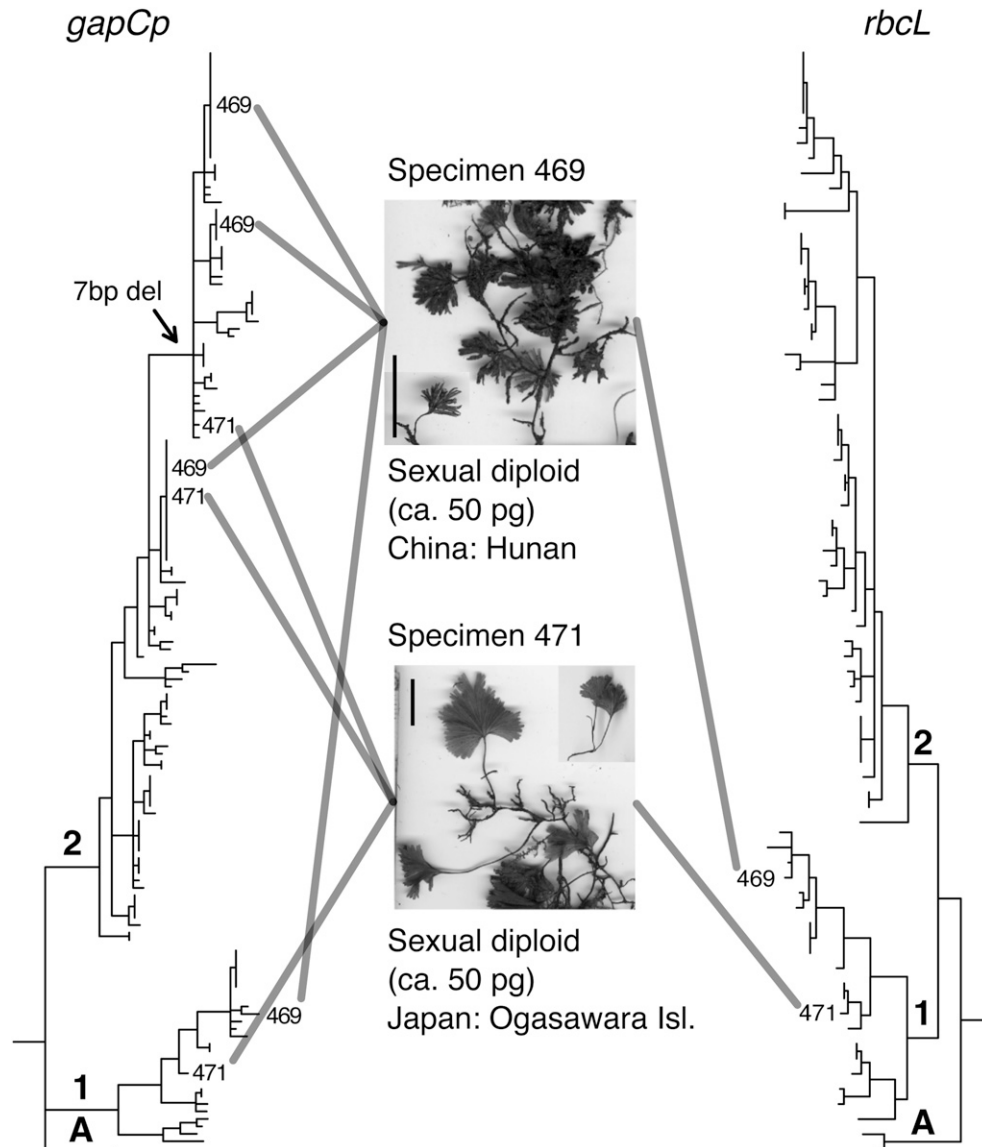 gapCp
rbcL
469
Specimen 469
469
7bp del
471
469
471
Sexual diploid
(ca. 50 pg)
China: Hunan
Specimen 471
2
2
469
Sexual diploid
(ca. 50 pg)
Japan: Ogasawara Isl.
469
471
1
471
1
A
A